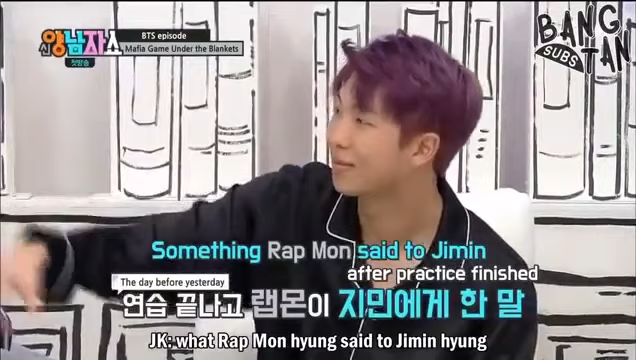 신양남자쇼
첫방송
BTS episode
Mafia Game Under the Blankets
BANG
TAN
SUBS
Something Rap Mon said to Jimin
after practice finished
The day before yesterday
연습 끝나고 랩몬이 지민에게 한 말
JK: what Rap Mon hyung said to Jimin hyung